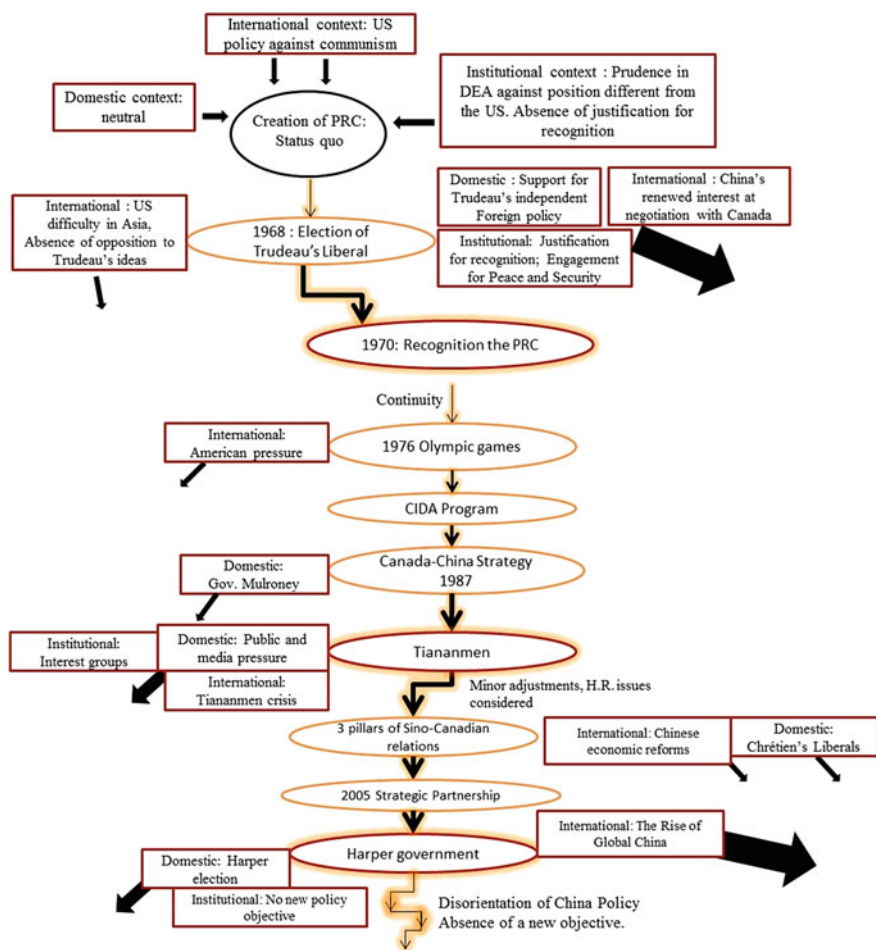 International context: US
policy against communism
Institutional context : Prudence in
DEA against position different from
the US. Absence of justification for
recognition
Domestic context:
neutral
Creation of PRC:
Status quo
International : US
difficulty in Asia,
Absence of opposition to
Trudeau's ideas
1968 : Election of
Trudeau's Liberal
Domestic : Support for
Trudeau's independent
Foreign policy
International: China's
renewed interest at
negotiation with Canada
Institutional: Justification
for recognition; Engagement
for Peace and Security
1970: Recognition the PRC
Continuity
International:
American pressure
1976 Olympic games
CIDA Program
Domestic:
Gov. Mulroney
Canada-China Strategy
1987
Institutional:
Interest groups
Domestic: Public and
media pressure
International:
Tiananmen crisis
Tiananmen
Minor adjustments, H.R. issues
considered
3 pillars of Sino-Canadian
relations
International: Chinese
economic reforms
Domestic:
Chrétien's Liberals
2005 Strategic Partnership
International: The Rise of
Global China
Harper government
Domestic: Harper
election
Institutional: No new policy
objective
Disorientation of China Policy
Absence of a new objective.